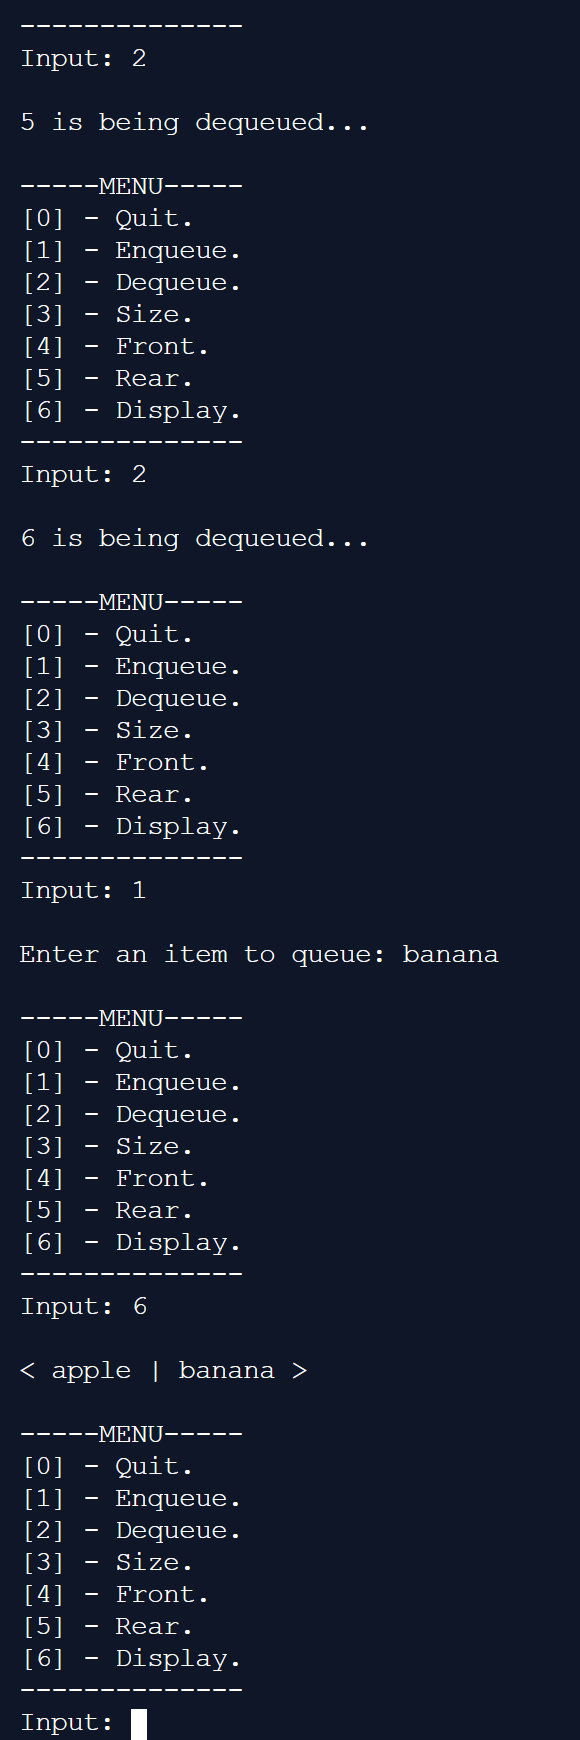 --------------
Input: 2
5 is being dequeued...
-----MENU-----
[0] - Quit.
[1] - Enqueue.
[2] - Dequeue.
[3] - Size.
[4] - Front.
[5] - Rear.
[6] - Display.
--------------
Input: 2
6 is being dequeued...
-----MENU-----
[0] - Quit.
[1] - Enqueue.
[2] - Dequeue.
[3] - Size.
[4] - Front.
[5] - Rear.
[6] - Display.
--------------
Input: 1
Enter an item to queue: banana
-----MENU-----
[0] - Quit.
[1] - Enqueue.
[2] - Dequeue.
[3] - Size.
[4] - Front.
[5] - Rear.
[6] - Display.
--------------
Input: 6
< apple | banana >
-----MENU-----
[0] - Quit.
[1] - Enqueue.
[2] - Dequeue.
[3] - Size.
[4] - Front.
[5] - Rear.
[6] - Display.
--------------
Input: